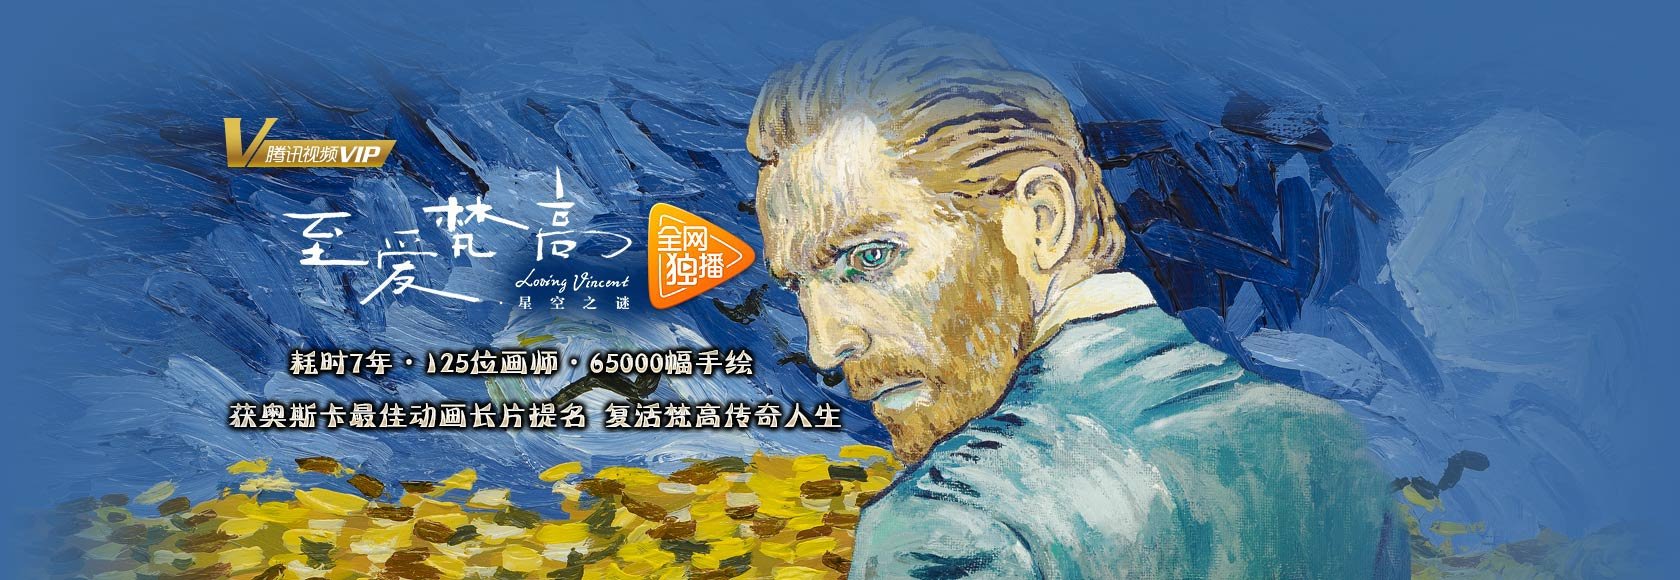 腾讯视频VIP
至爱梵高
Loving Vincent
·星空之谜
全网
独播
耗时7年·125位画师·65000幅手绘
获奥斯卡最佳动画长片提名 复活梵高传奇人生